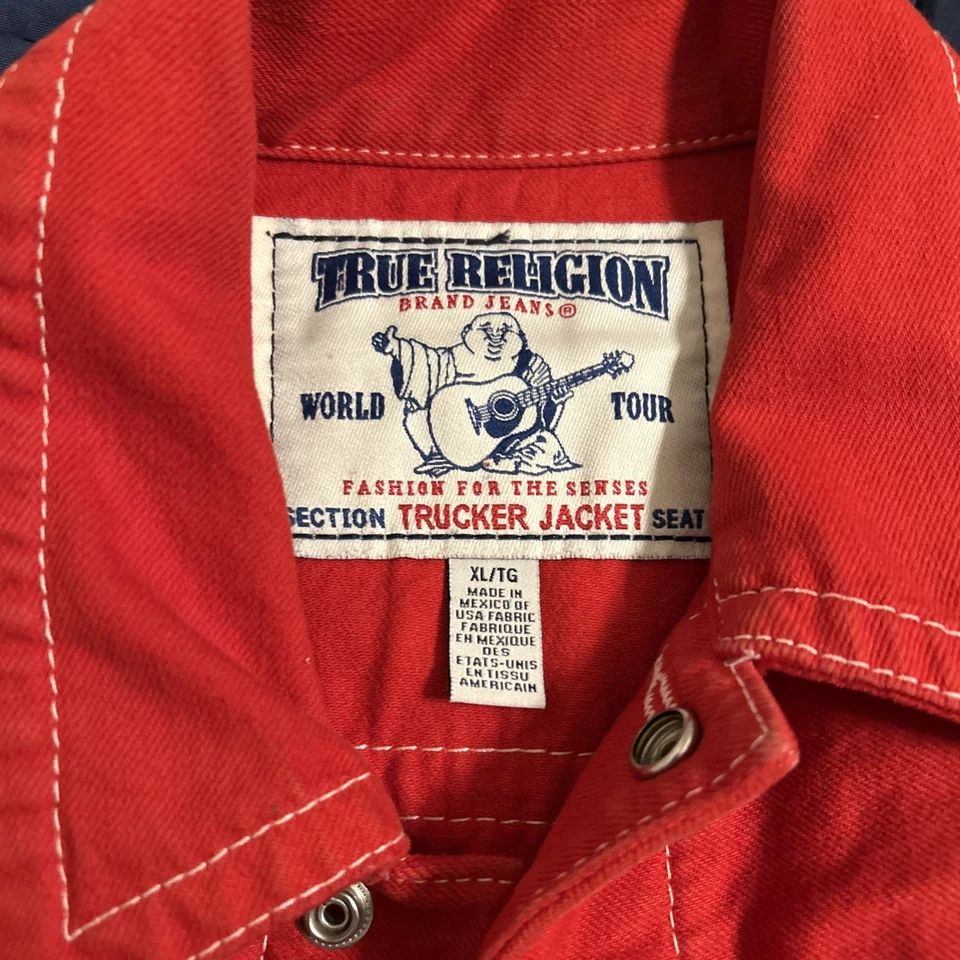 TRUE RELIGION
BRAND JEANS®
WORLD TOUR
FASHION FOR THE SENSES
SECTION TRUCKER JACKET SEAT
XL/TG
MADE IN
MEXICO OF
USA FABRIC
FABRIQUE
EN MEXIQUE
DES
ETATS-UNIS
EN TISSU
AMERICAIN